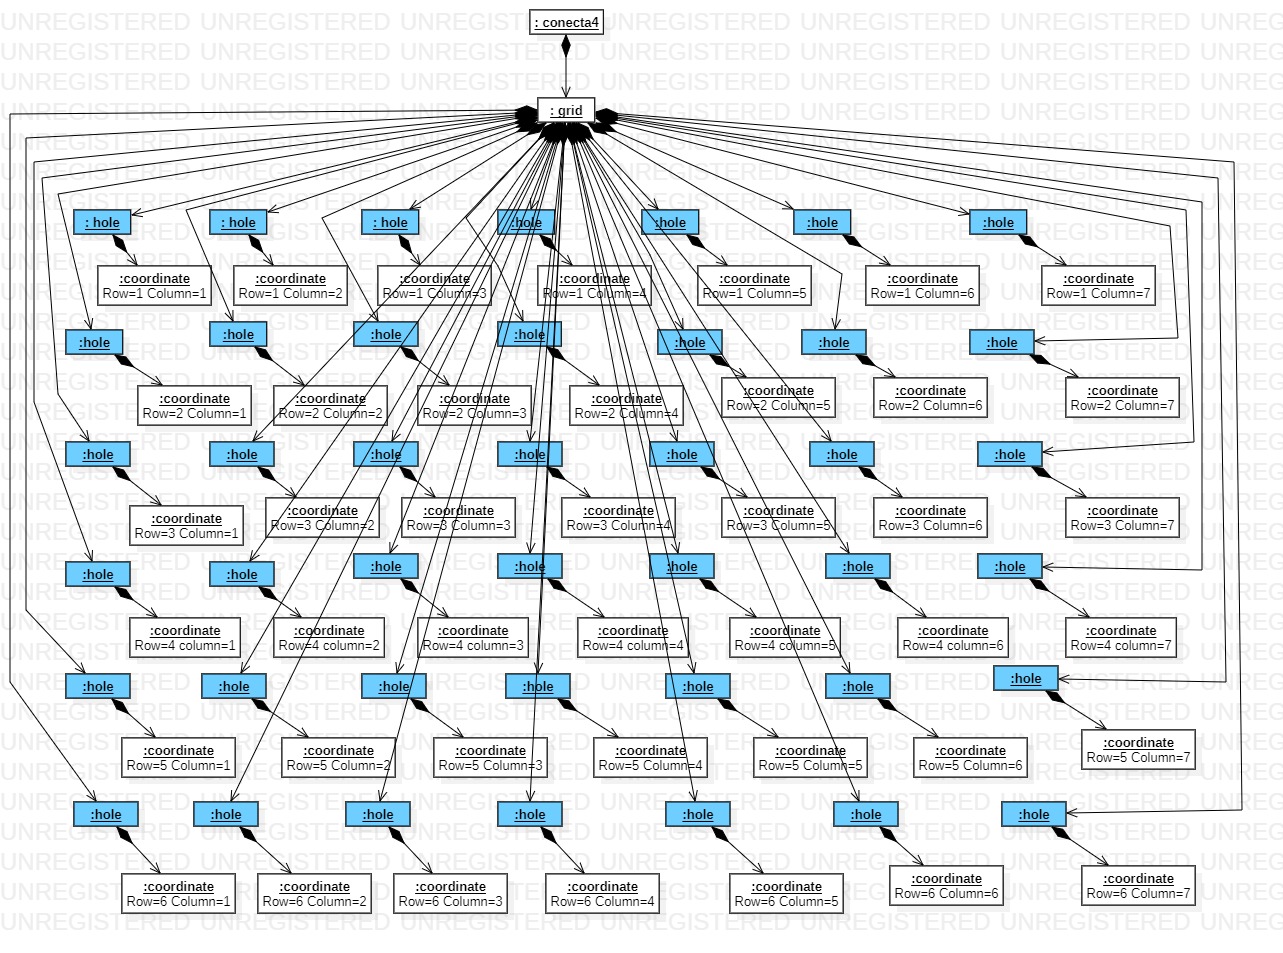 : conecta4
: grid
: hole
: hole
: hole
:hole
:hole
:hole
:hole
:coordinate
Row=1 Column=1
:coordinate
Row=1 Column=2
:coordinate
Row=1 Column=3
:coordinate
Row=1 Column=4
:coordinate
Row=1 Column=5
:coordinate
Row=1 Column=6
:coordinate
Row=1 Column=7
:hole
:hole
:hole
:hole
:hole
:hole
:hole
:coordinate
Row=2 Column=1
:coordinate
Row=2 Column=2
:coordinate
Row=2 Column=3
:coordinate
Row=2 Column=4
:coordinate
Row=2 Column=5
:coordinate
Row=2 Column=6
:coordinate
Row=2 Column=7
:hole
:hole
:hole
:hole
:hole
:hole
:hole
:coordinate
Row=3 Column=1
:coordinate
Row=3 Column=2
:coordinate
Row=3 Column=3
:coordinate
Row=3 Column=4
:coordinate
Row=3 Column=5
:coordinate
Row=3 Column=6
:coordinate
Row=3 Column=7
:hole
:hole
:hole
:hole
:hole
:hole
:hole
:coordinate
Row=4 column=1
:coordinate
Row=4 column=2
:coordinate
Row=4 column=3
:coordinate
Row=4 column=4
:coordinate
Row=4 column=5
:coordinate
Row=4 column=6
:coordinate
Row=4 column=7
:hole
:hole
:hole
:hole
:hole
:hole
:hole
:coordinate
Row=5 Column=1
:coordinate
Row=5 Column=2
:coordinate
Row=5 Column=3
:coordinate
Row=5 Column=4
:coordinate
Row=5 Column=5
:coordinate
Row=5 Column=6
:coordinate
Row=5 Column=7
:hole
:hole
:hole
:hole
:hole
:hole
:hole
:coordinate
Row=6 Column=1
:coordinate
Row=6 Column=2
:coordinate
Row=6 Column=3
:coordinate
Row=6 Column=4
:coordinate
Row=6 Column=5
:coordinate
Row=6 Column=6
:coordinate
Row=6 Column=7
UNREGISTERED